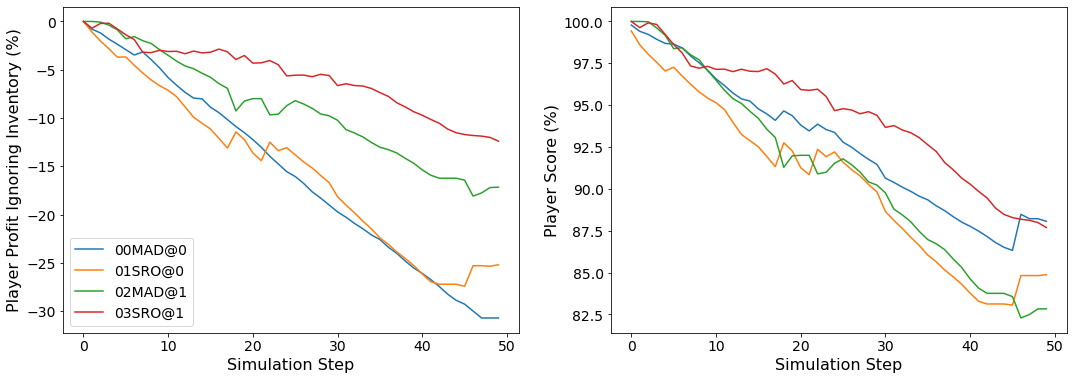 Player Profit Ignoring Inventory (%)
0
−5
−10
−15
−20
−25
−30
00MAD@0
01SRO@0
02MAD@1
03SRO@1
0 10 20 30 40 50
Simulation Step
Player Score (%)
100.0
97.5
95.0
92.5
90.0
87.5
85.0
82.5
0 10 20 30 40 50
Simulation Step